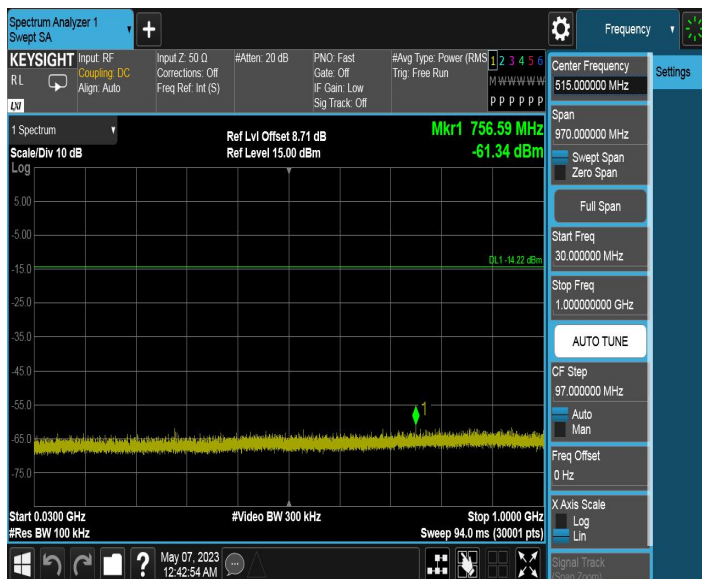 Spectrum Analyzer 1
Swept SA
+
Frequency
KEYSIGHT
RL
LXI
Input: RF
Coupling: DC
Align: Auto
Input Z: 50 Ω
Corrections: Off
Freq Ref: Int (S)
#Atten: 20 dB
PNO: Fast
Gate: Off
IF Gain: Low
Sig Track: Off
#Avg Type: Power (RMS
Trig: Free Run
1 2 3 4 5 6
M W W W W W
P P P P P P
Center Frequency
515.000000 MHz
Settings
Span
970.000000 MHz
Swept Span
Zero Span
Full Span
Start Freq
30.000000 MHz
Stop Freq
1.000000000 GHz
AUTO TUNE
CF Step
97.000000 MHz
Auto
Man
Freq Offset
0 Hz
X Axis Scale
Log
Lin
Signal Track
(Span Zoom)
1 Spectrum
Scale/Div 10 dB
Ref Lvl Offset 8.71 dB
Ref Level 15.00 dBm
Mkr1 756.59 MHz
-61.34 dBm
Log
5.00
-5.00
-15.0
DL1 -14.22 dBm
-25.0
-35.0
-45.0
-55.0
1
-65.0
-75.0
Start 0.0300 GHz
#Video BW 300 kHz
Stop 1.0000 GHz
#Res BW 100 kHz
Sweep 94.0 ms (30001 pts)
?
May 07, 2023
12:42:54 AM